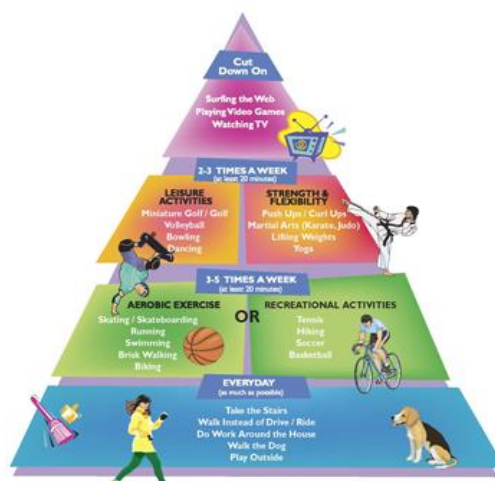 Cut
Down On
Surfing the Web
Playing Video Games
Watching TV
2-3 TIMES A WEEK
(at least 20 minutes)
LEISURE
ACTIVITIES
Miniature Golf / Golf
Volleyball
Bowling
Dancing
STRENGTH &
FLEXIBILITY
Push Ups / Curl Ups
Martial Arts (Karate, Judo)
Lifting Weights
Yoga
3-5 TIMES A WEEK
(at least 20 minutes)
AEROBIC EXERCISE
Skating / Skateboarding
Running
Swimming
Brisk Walking
Biking
OR
RECREATIONAL ACTIVITIES
Tennis
Hiking
Soccer
Basketball
EVERYDAY
(as much as possible)
Take the Stairs
Walk Instead of Drive / Ride
Do Work Around the House
Walk the Dog
Play Outside